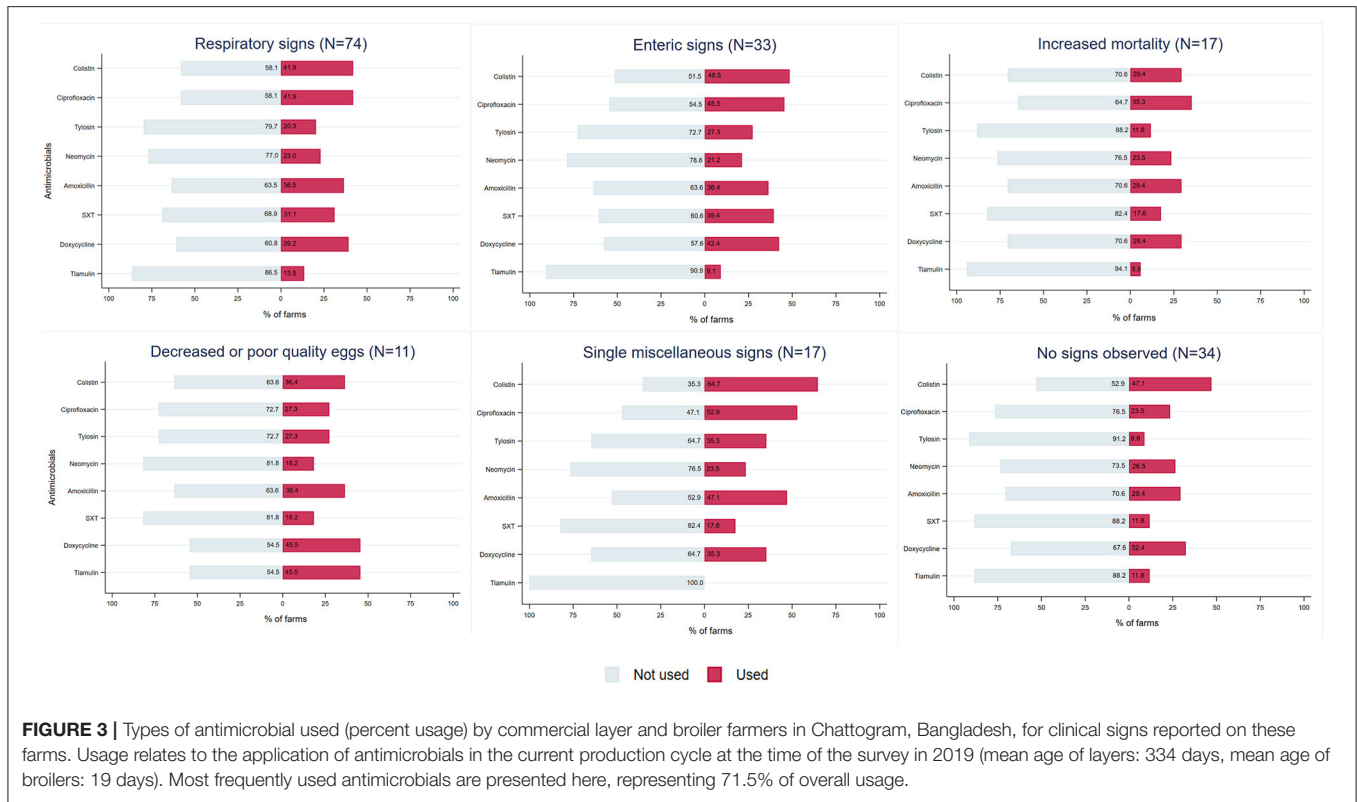 Respiratory signs (N=74)
Antimicrobials
Colistin 58.1 41.9
Ciprofloxacin 58.1 41.9
Tylosin 79.7 20.3
Neomycin 77.0 23.0
Amoxicillin 63.5 36.5
SXT 68.9 31.1
Doxycycline 60.8 39.2
Tiamulin 86.5 13.5
100 75 50 25 0 25 50 75 100
% of farms
Enteric signs (N=33)
Colistin 51.5 48.5
Ciprofloxacin 54.5 45.5
Tylosin 72.7 27.3
Neomycin 78.8 21.2
Amoxicillin 63.6 36.4
SXT 60.6 39.4
Doxycycline 57.6 42.4
Tiamulin 90.9 9.1
100 75 50 25 0 25 50 75 100
% of farms
Increased mortality (N=17)
Colistin 70.6 29.4
Ciprofloxacin 64.7 35.3
Tylosin 88.2 11.8
Neomycin 76.5 23.5
Amoxicillin 70.6 29.4
SXT 82.4 17.6
Doxycycline 70.6 29.4
Tiamulin 94.1 5.9
100 75 50 25 0 25 50 75 100
% of farms
Decreased or poor quality eggs (N=11)
Antimicrobials
Colistin 63.6 36.4
Ciprofloxacin 72.7 27.3
Tylosin 72.7 27.3
Neomycin 81.8 18.2
Amoxicillin 63.6 36.4
SXT 81.8 18.2
Doxycycline 54.5 45.5
Tiamulin 54.5 45.5
100 75 50 25 0 25 50 75 100
% of farms
Single miscellaneous signs (N=17)
Colistin 35.3 64.7
Ciprofloxacin 47.1 52.9
Tylosin 64.7 35.3
Neomycin 76.5 23.5
Amoxicillin 52.9 47.1
SXT 82.4 17.6
Doxycycline 64.7 35.3
Tiamulin 100.0
100 75 50 25 0 25 50 75 100
% of farms
No signs observed (N=34)
Colistin 52.9 47.1
Ciprofloxacin 76.5 23.5
Tylosin 91.2 8.8
Neomycin 73.5 26.5
Amoxicillin 70.6 29.4
SXT 88.2 11.8
Doxycycline 67.6 32.4
Tiamulin 88.2 11.8
100 75 50 25 0 25 50 75 100
% of farms
Not used Used
FIGURE 3 | Types of antimicrobial used (percent usage) by commercial layer and broiler farmers in Chattogram, Bangladesh, for clinical signs reported on these
farms. Usage relates to the application of antimicrobials in the current production cycle at the time of the survey in 2019 (mean age of layers: 334 days, mean age of
broilers: 19 days). Most frequently used antimicrobials are presented here, representing 71.5% of overall usage.